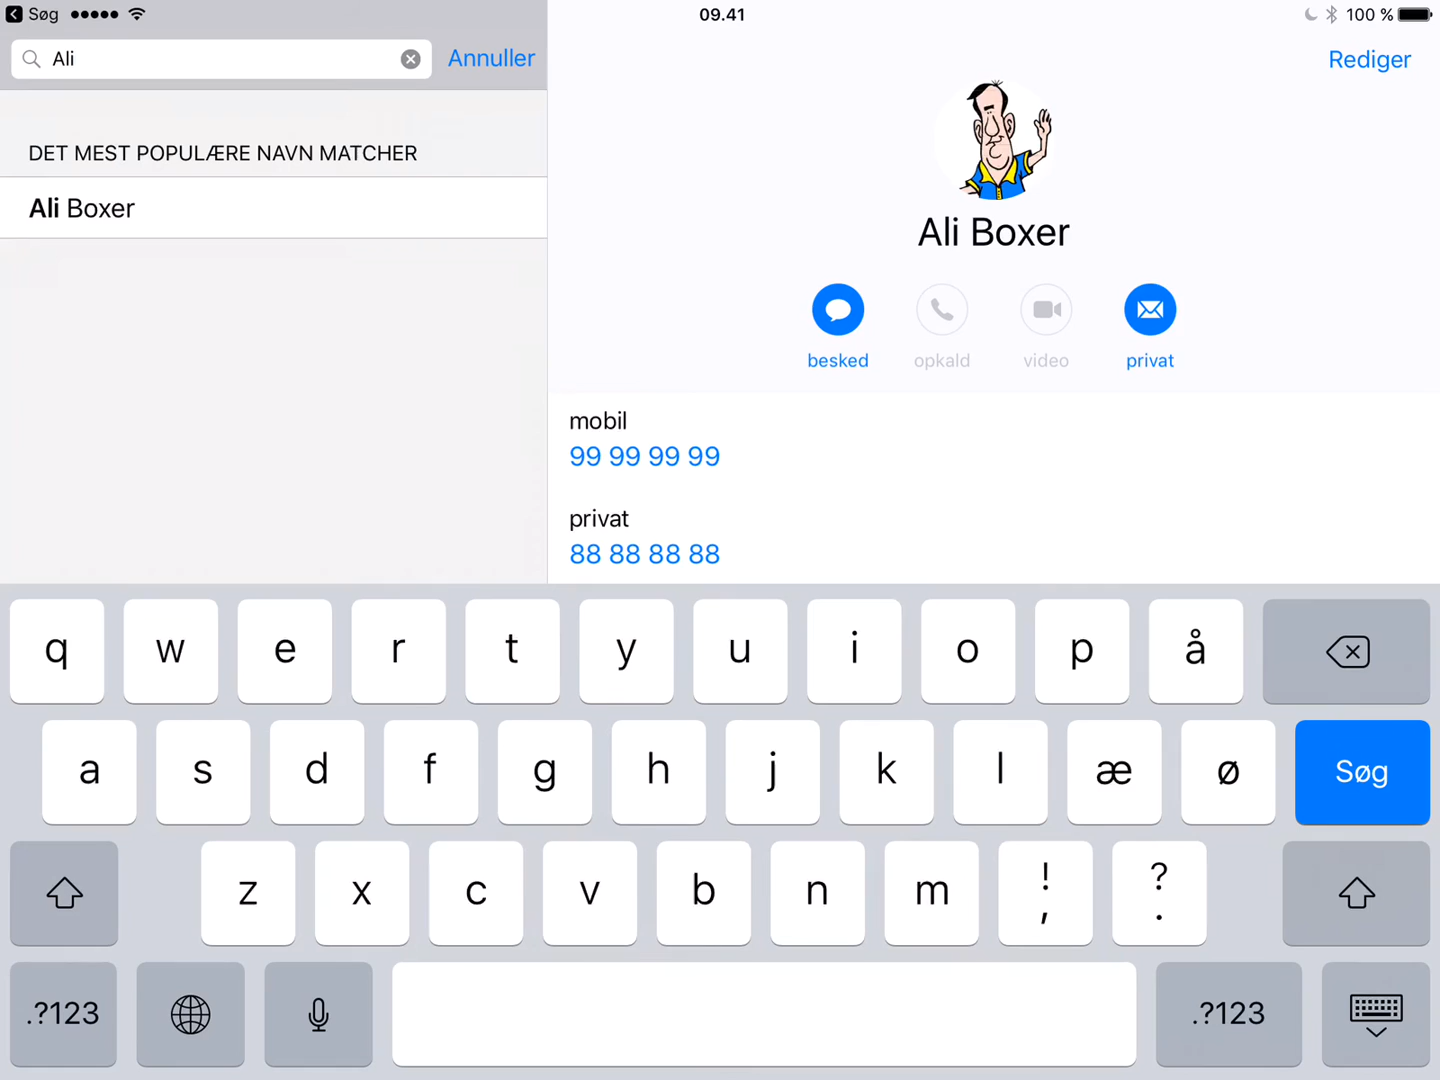 Søg
09.41
100 %
Ali
Annuller
Rediger
DET MEST POPULÆRE NAVN MATCHER
Ali Boxer
Ali Boxer
besked
opkald
video
privat
mobil
99 99 99 99
privat
88 88 88 88
q w e r t y u i o p å
a s d f g h j k l æ ø Søg
z x c v b n m ! , ? .
.?123 .?123